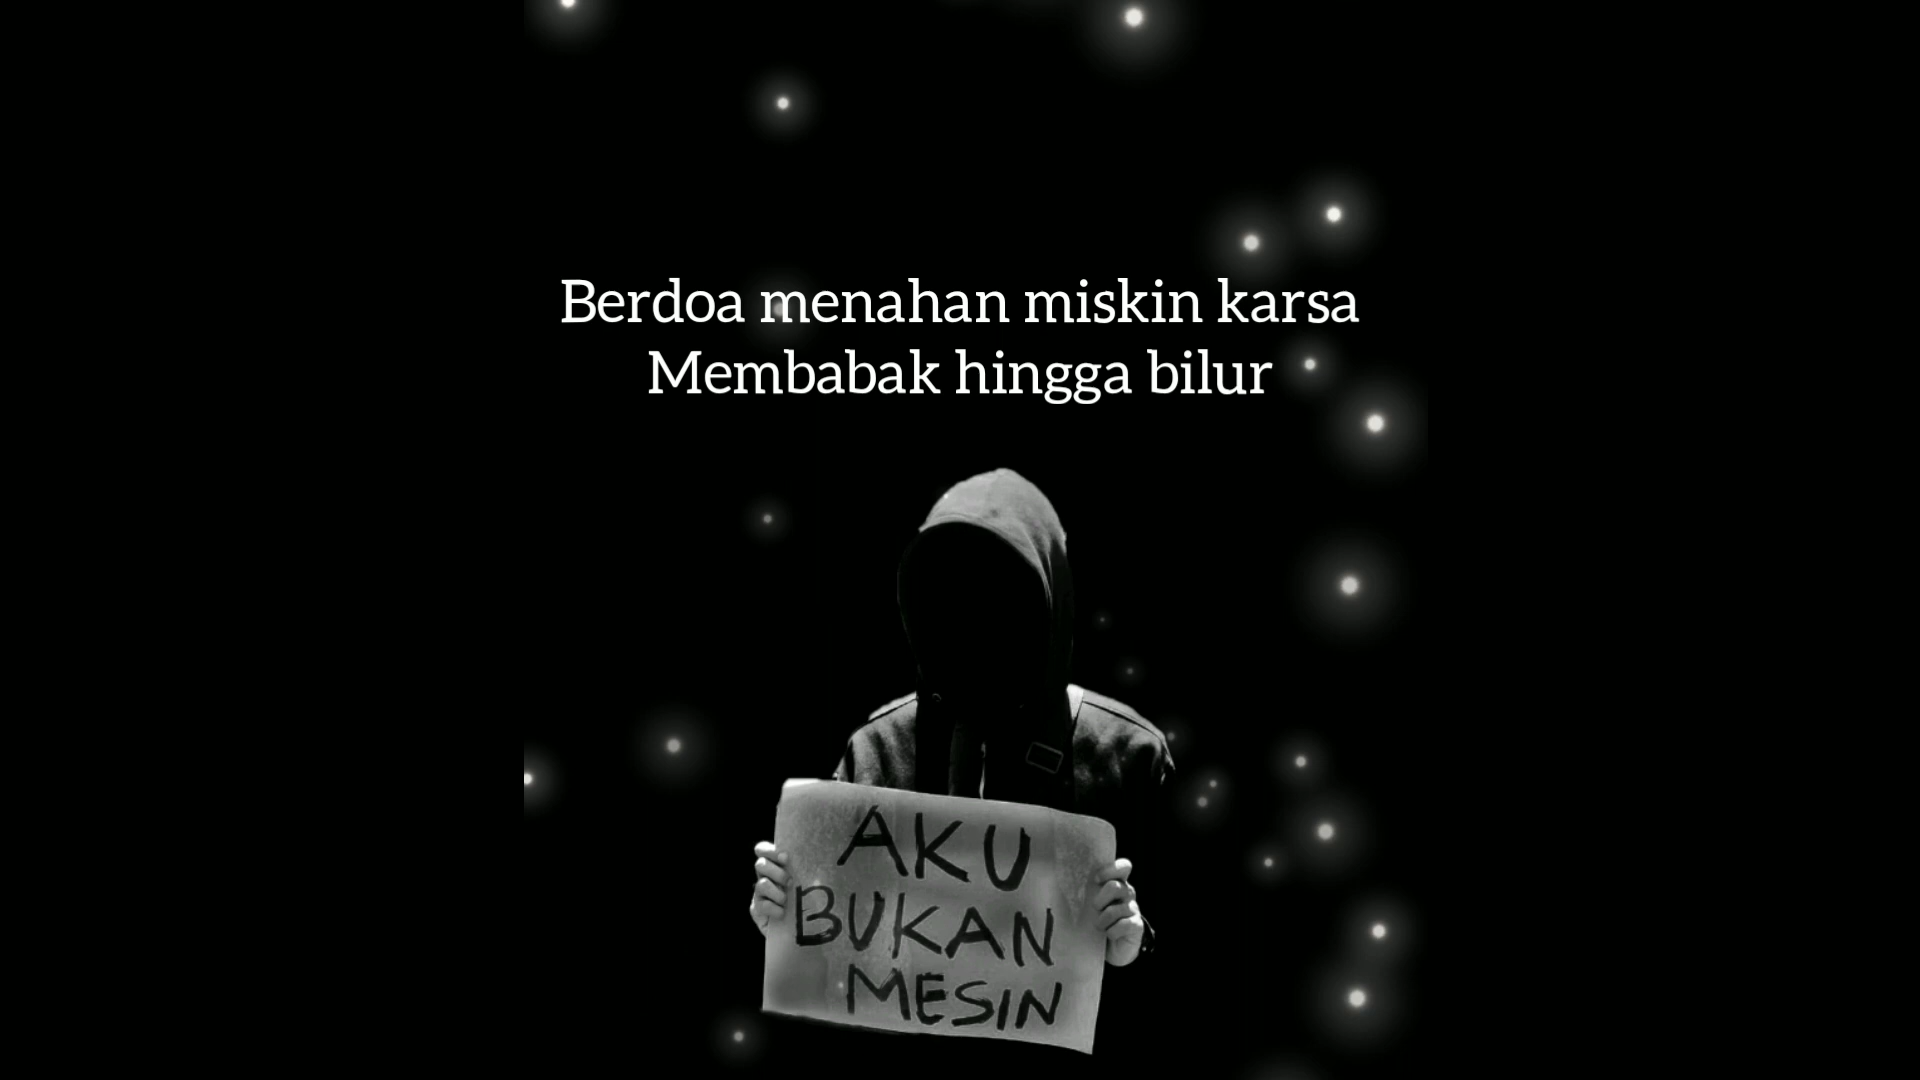 Berdoa menahan miskin karsa
Membabak hingga bilur
AKU
BUKAN
MESIN